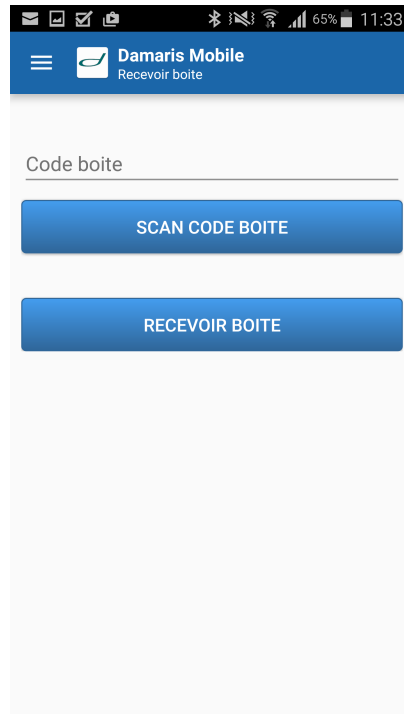 65% 11:33
Damaris Mobile
Recevoir boite
Code boite
SCAN CODE BOITE
RECEVOIR BOITE